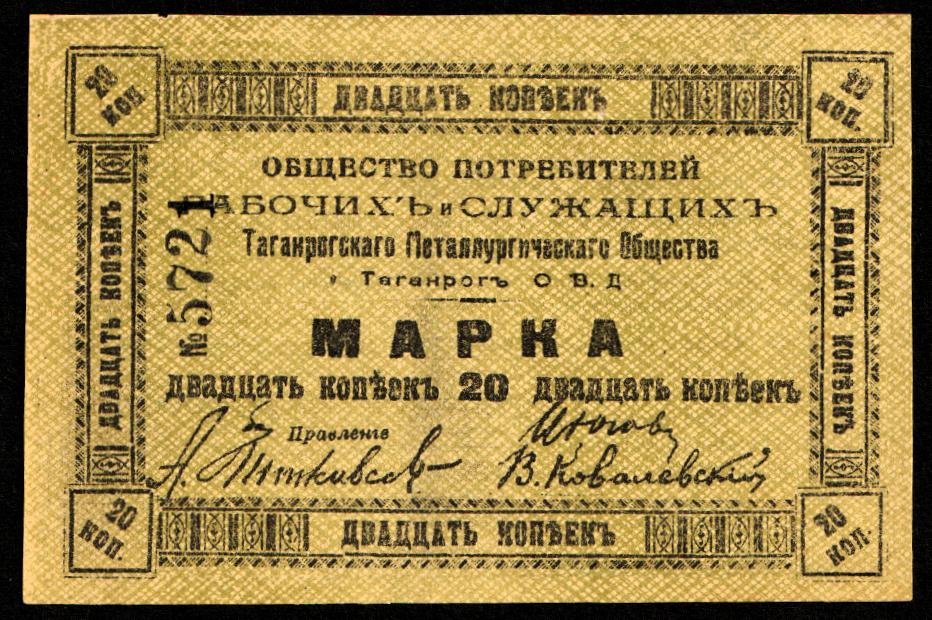 20 КОП.
ДВАДЦАТЬ КОПѢЕКЪ
20 КОП.
ОБЩЕСТВО ПОТРЕБИТЕЛЕЙ
РАБОЧИХЪ и СЛУЖАЩИХЪ
Таганрогскаго Металлургическаго Общества
г Таганрогъ О В. Д
МАРКА
двадцать копѣекъ 20 двадцать копѣекъ
№ 5721
ДВАДЦАТЬ КОПѢЕКЪ
ДВАДЦАТЬ КОПѢЕКЪ
Правленіе
В. Ковалевский
20 КОП.
ДВАДЦАТЬ КОПѢЕКЪ
20 КОП.